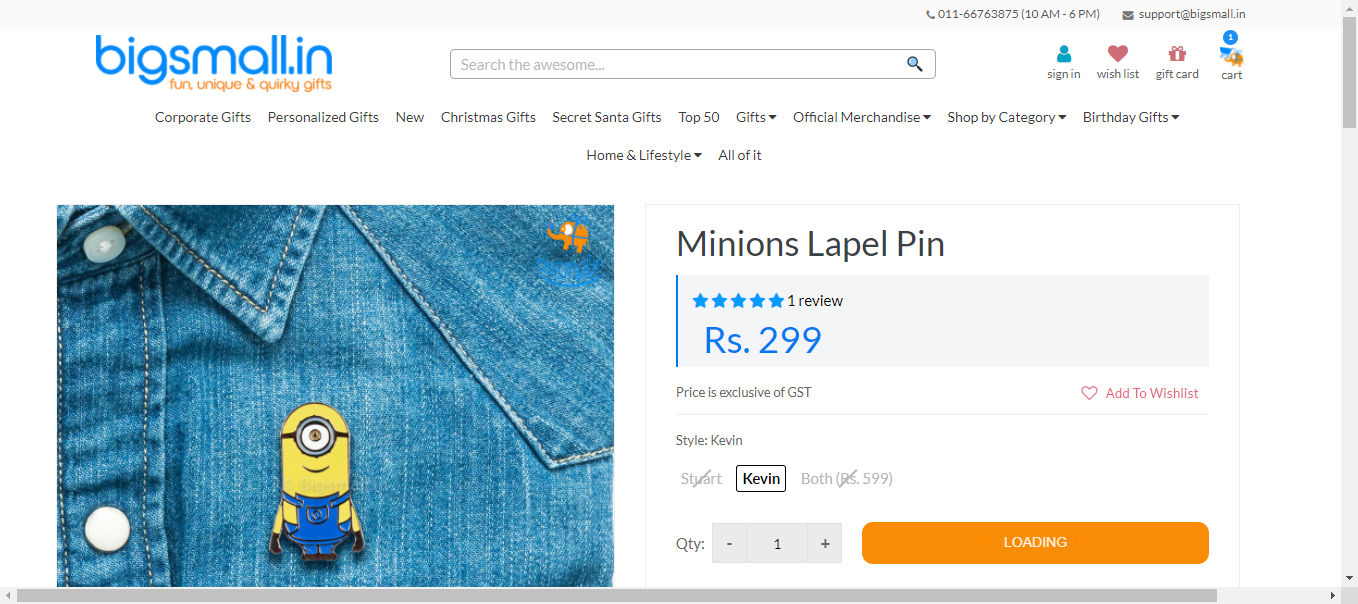 011-66763875 (10 AM - 6 PM) support@bigsmall.in
bigsmall.in
fun, unique & quirky gifts
Search the awesome...
1
sign in wish list gift card cart
Corporate Gifts Personalized Gifts New Christmas Gifts Secret Santa Gifts Top 50 Gifts Official Merchandise Shop by Category Birthday Gifts
Home & Lifestyle All of it
Minions Lapel Pin
1 review
Rs. 299
Price is exclusive of GST Add To Wishlist
Style: Kevin
Stuart Kevin Both (Rs. 599)
Qty: - 1 + LOADING